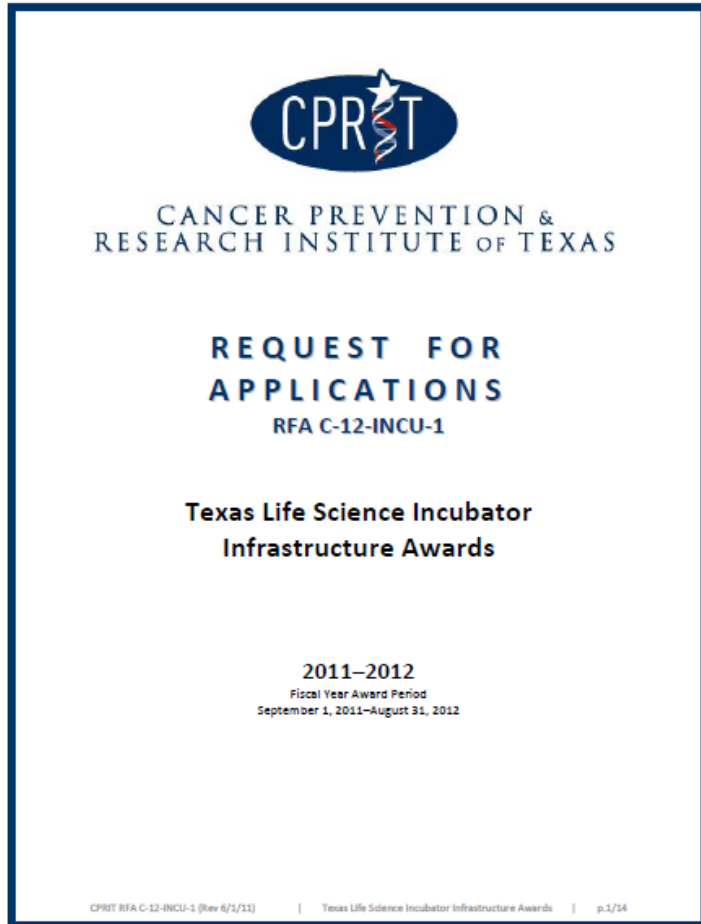 CPRIT
CANCER PREVENTION &
RESEARCH INSTITUTE OF TEXAS
REQUEST FOR
APPLICATIONS
RFA C-12-INCU-1
Texas Life Science Incubator
Infrastructure Awards
2011–2012
Fiscal Year Award Period
September 1, 2011–August 31, 2012
CPRIT RFA C-12-INCU-1 (Rev 6/1/11) | Texas Life Science Incubator Infrastructure Awards | p.1/14